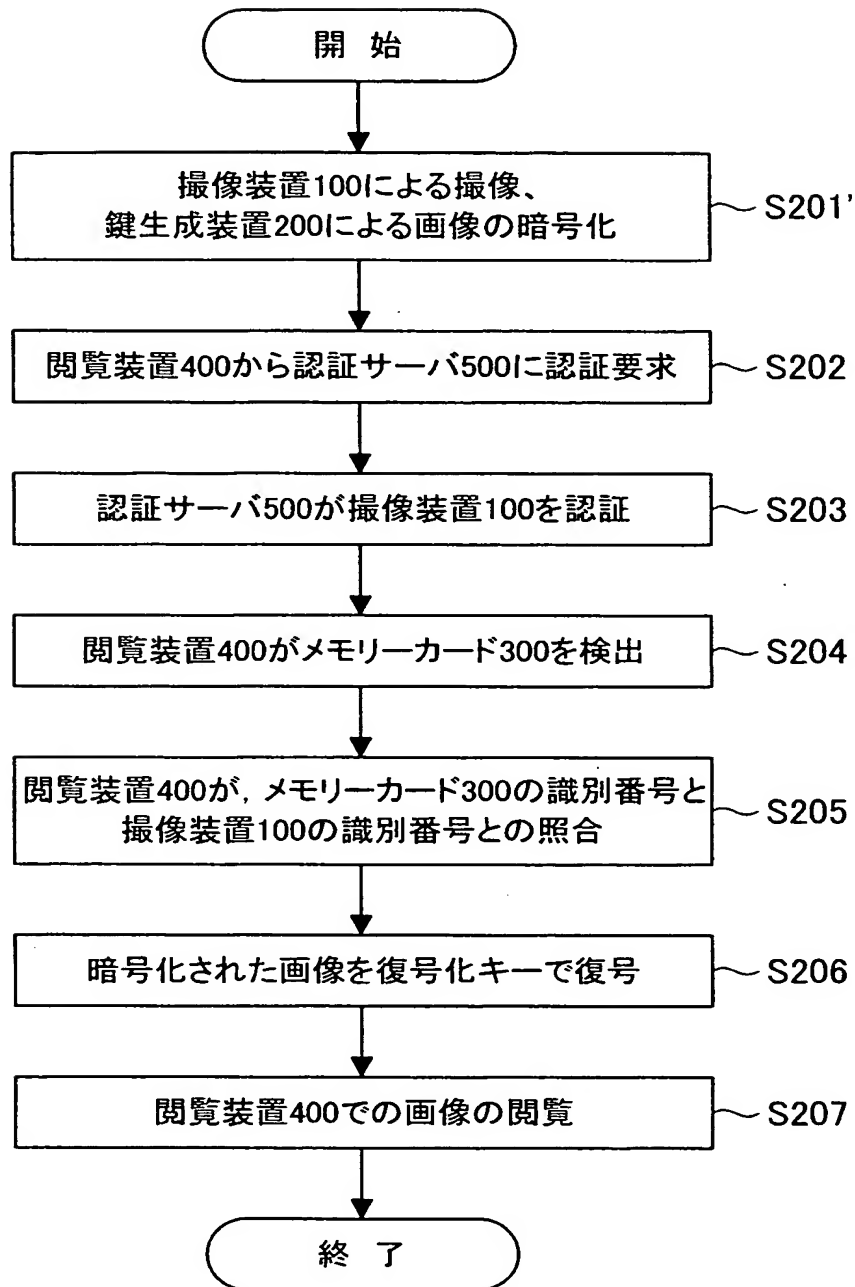 開 始
撮像装置100による撮像、
鍵生成装置200による画像の暗号化
S201'
閲覧装置400から認証サーバ500に認証要求
S202
認証サーバ500が撮像装置100を認証
S203
閲覧装置400がメモリーカード300を検出
S204
閲覧装置400が，メモリーカード300の識別番号と
撮像装置100の識別番号との照合
S205
暗号化された画像を復号化キーで復号
S206
閲覧装置400での画像の閲覧
S207
終 了